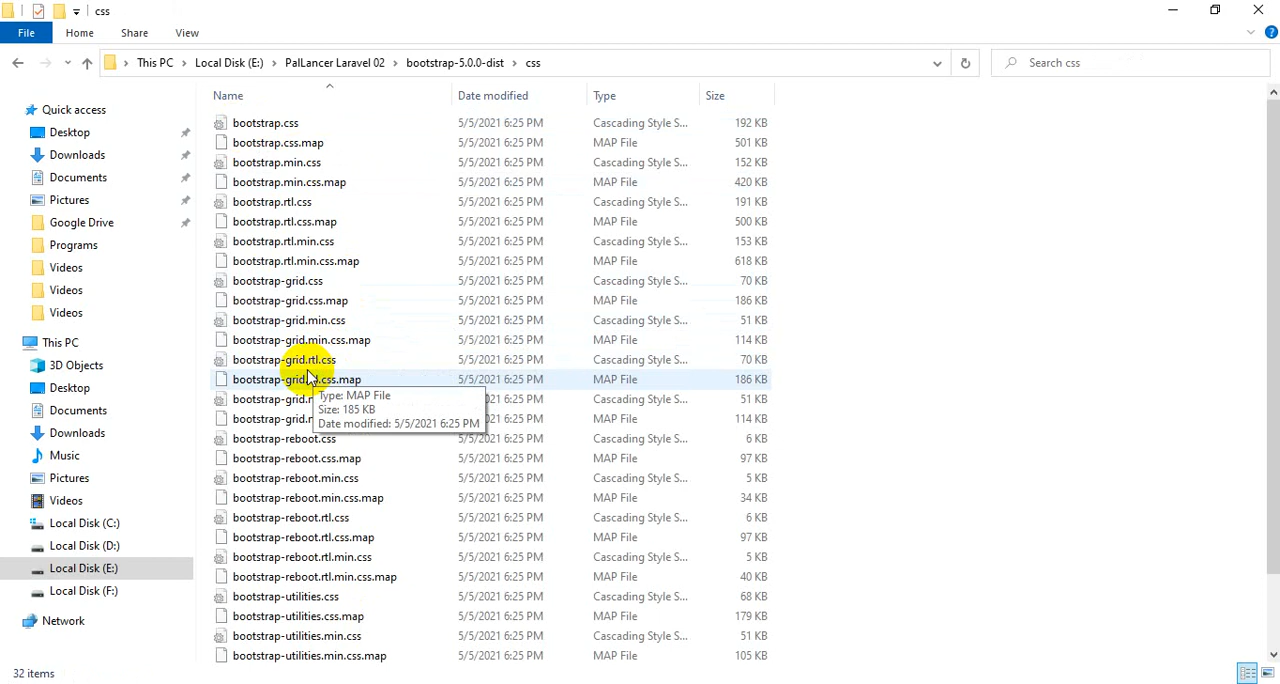 css
File Home Share View
This PC Local Disk (E:) PalLancer Laravel 02 bootstrap-5.0.0-dist css Search css
Name Date modified Type Size
Quick access
Desktop
Downloads
Documents
Pictures
Google Drive
Programs
Videos
Videos
Videos
This PC
3D Objects
Desktop
Documents
Downloads
Music
Pictures
Videos
Local Disk (C:)
Local Disk (D:)
Local Disk (E:)
Local Disk (F:)
Network
bootstrap.css 5/5/2021 6:25 PM Cascading Style S... 192 KB
bootstrap.css.map 5/5/2021 6:25 PM MAP File 501 KB
bootstrap.min.css 5/5/2021 6:25 PM Cascading Style S... 152 KB
bootstrap.min.css.map 5/5/2021 6:25 PM MAP File 420 KB
bootstrap.rtl.css 5/5/2021 6:25 PM Cascading Style S... 191 KB
bootstrap.rtl.css.map 5/5/2021 6:25 PM MAP File 500 KB
bootstrap.rtl.min.css 5/5/2021 6:25 PM Cascading Style S... 153 KB
bootstrap.rtl.min.css.map 5/5/2021 6:25 PM MAP File 618 KB
bootstrap-grid.css 5/5/2021 6:25 PM Cascading Style S... 70 KB
bootstrap-grid.css.map 5/5/2021 6:25 PM MAP File 186 KB
bootstrap-grid.min.css 5/5/2021 6:25 PM Cascading Style S... 51 KB
bootstrap-grid.min.css.map 5/5/2021 6:25 PM MAP File 114 KB
bootstrap-grid.rtl.css 5/5/2021 6:25 PM Cascading Style S... 70 KB
bootstrap-grid.rtl.css.map 5/5/2021 6:25 PM MAP File 186 KB
5/5/2021 6:25 PM Cascading Style S... 51 KB
5/5/2021 6:25 PM MAP File 114 KB
Type: MAP File
Size: 185 KB
Date modified: 5/5/2021 6:25 PM
bootstrap-reboot.css 5/5/2021 6:25 PM Cascading Style S... 6 KB
bootstrap-reboot.css.map 5/5/2021 6:25 PM MAP File 97 KB
bootstrap-reboot.min.css 5/5/2021 6:25 PM Cascading Style S... 5 KB
bootstrap-reboot.min.css.map 5/5/2021 6:25 PM MAP File 34 KB
bootstrap-reboot.rtl.css 5/5/2021 6:25 PM Cascading Style S... 6 KB
bootstrap-reboot.rtl.css.map 5/5/2021 6:25 PM MAP File 97 KB
bootstrap-reboot.rtl.min.css 5/5/2021 6:25 PM Cascading Style S... 5 KB
bootstrap-reboot.rtl.min.css.map 5/5/2021 6:25 PM MAP File 40 KB
bootstrap-utilities.css 5/5/2021 6:25 PM Cascading Style S... 68 KB
bootstrap-utilities.css.map 5/5/2021 6:25 PM MAP File 179 KB
bootstrap-utilities.min.css 5/5/2021 6:25 PM Cascading Style S... 51 KB
bootstrap-utilities.min.css.map 5/5/2021 6:25 PM MAP File 105 KB
32 items